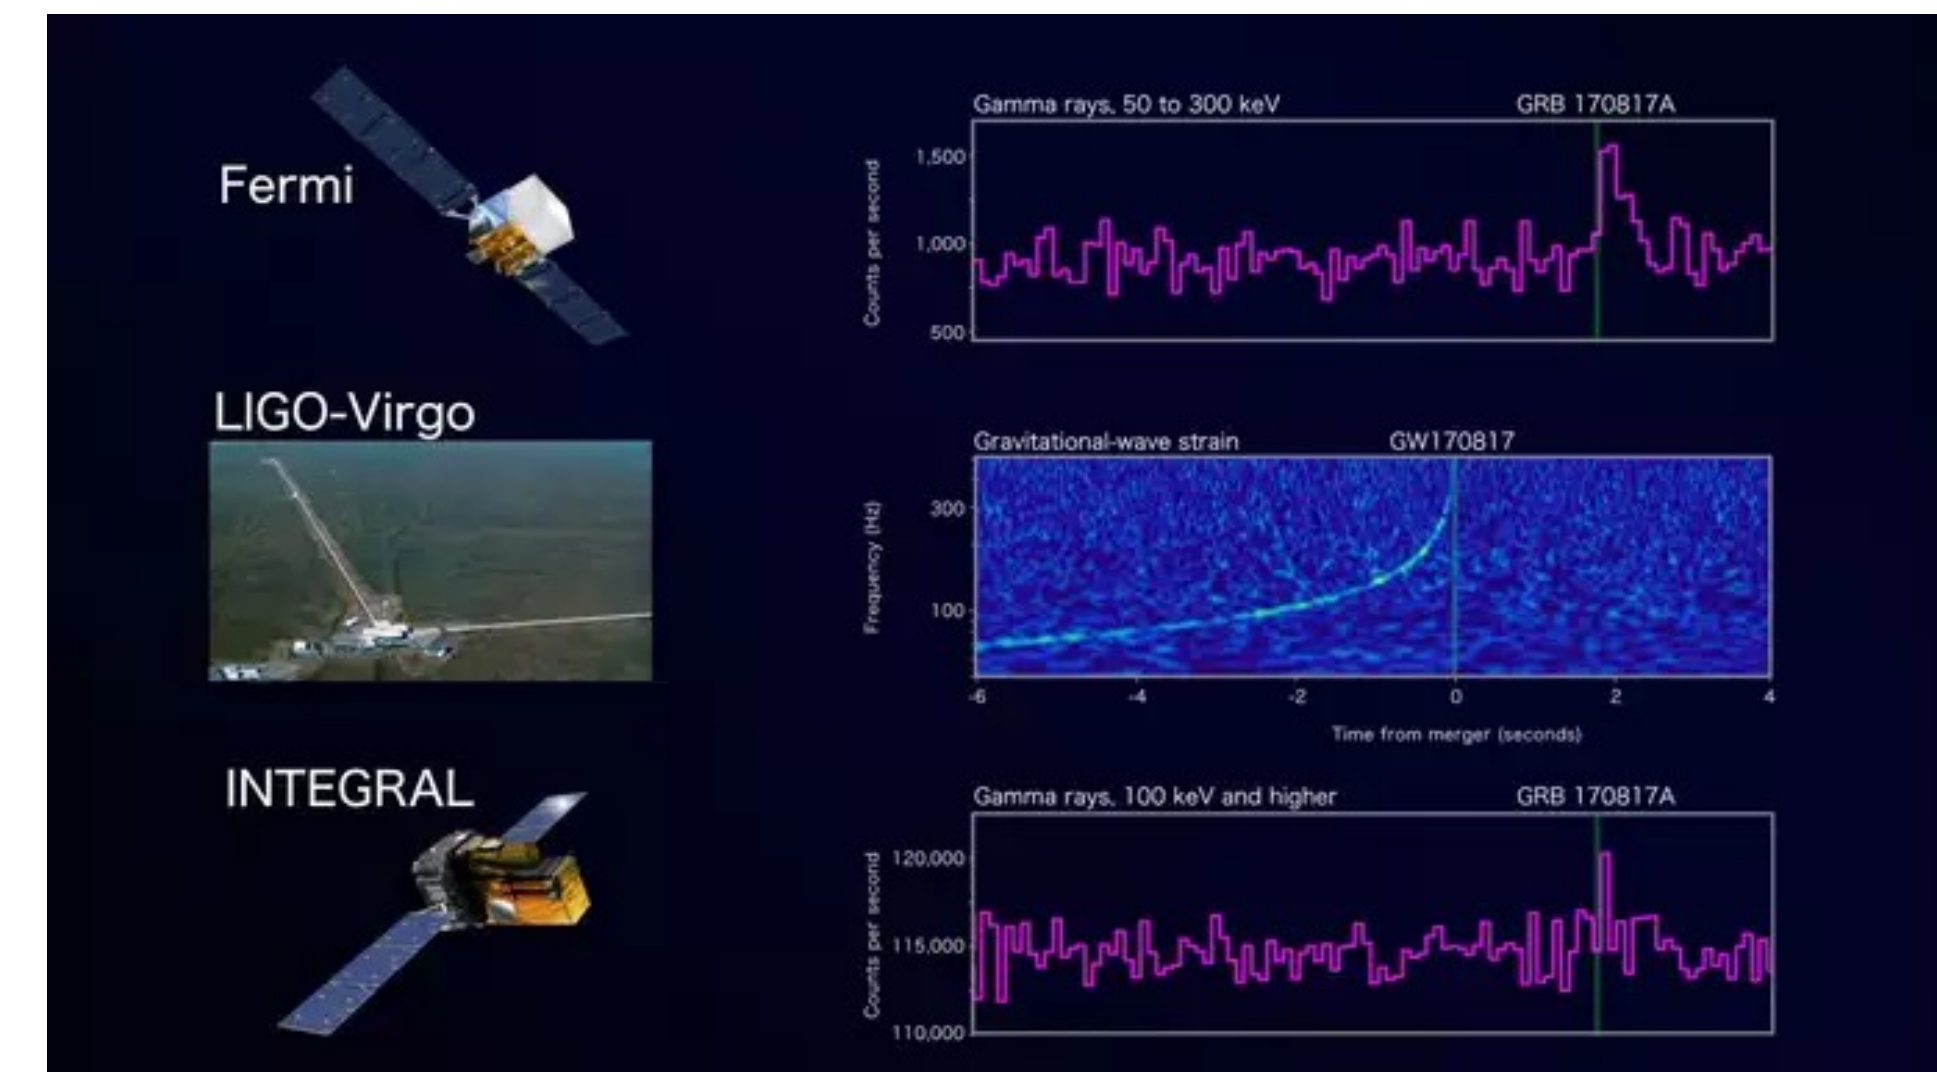 Fermi
Gamma rays, 50 to 300 keV
GRB 170817A
Counts per second
1,500
1,000
500
LIGO-Virgo
Gravitational-wave strain
GW170817
Frequency (Hz)
300
100
-6 -4 -2 0 2 4
Time from merger (seconds)
INTEGRAL
Gamma rays, 100 keV and higher
GRB 170817A
Counts per second
120,000
115,000
110,000